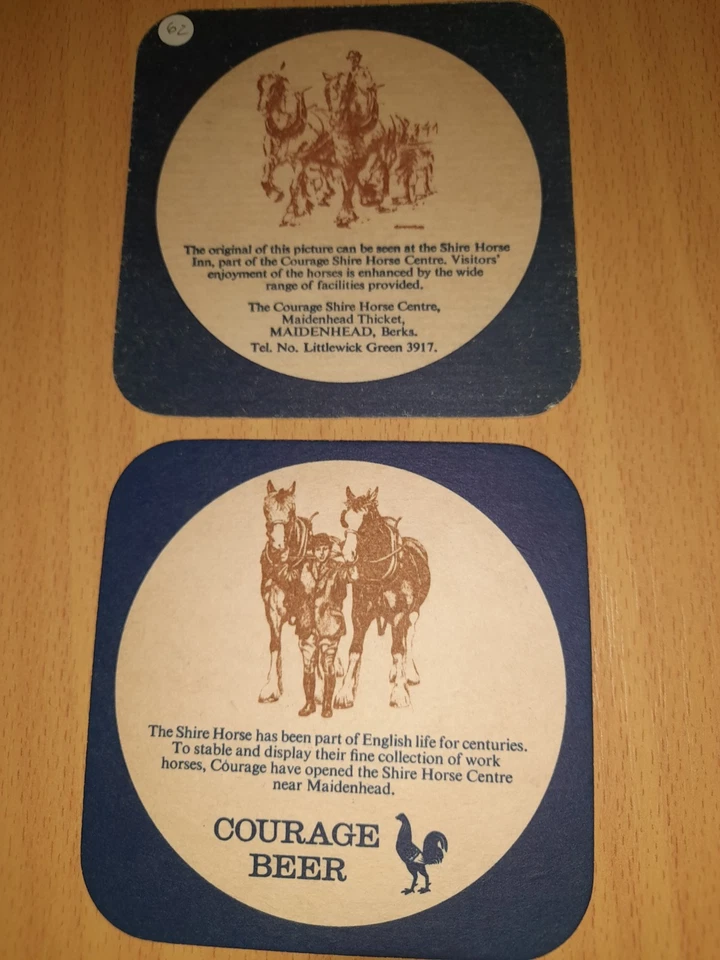 62
The original of this picture can be seen at the Shire Horse
Inn, part of the Courage Shire Horse Centre. Visitors'
enjoyment of the horses is enhanced by the wide
range of facilities provided.
The Courage Shire Horse Centre,
Maidenhead Thicket,
MAIDENHEAD, Berks.
Tel. No. Littlewick Green 3917.
The Shire Horse has been part of English life for centuries.
To stable and display their fine collection of work
horses, Courage have opened the Shire Horse Centre
near Maidenhead.
COURAGE
BEER